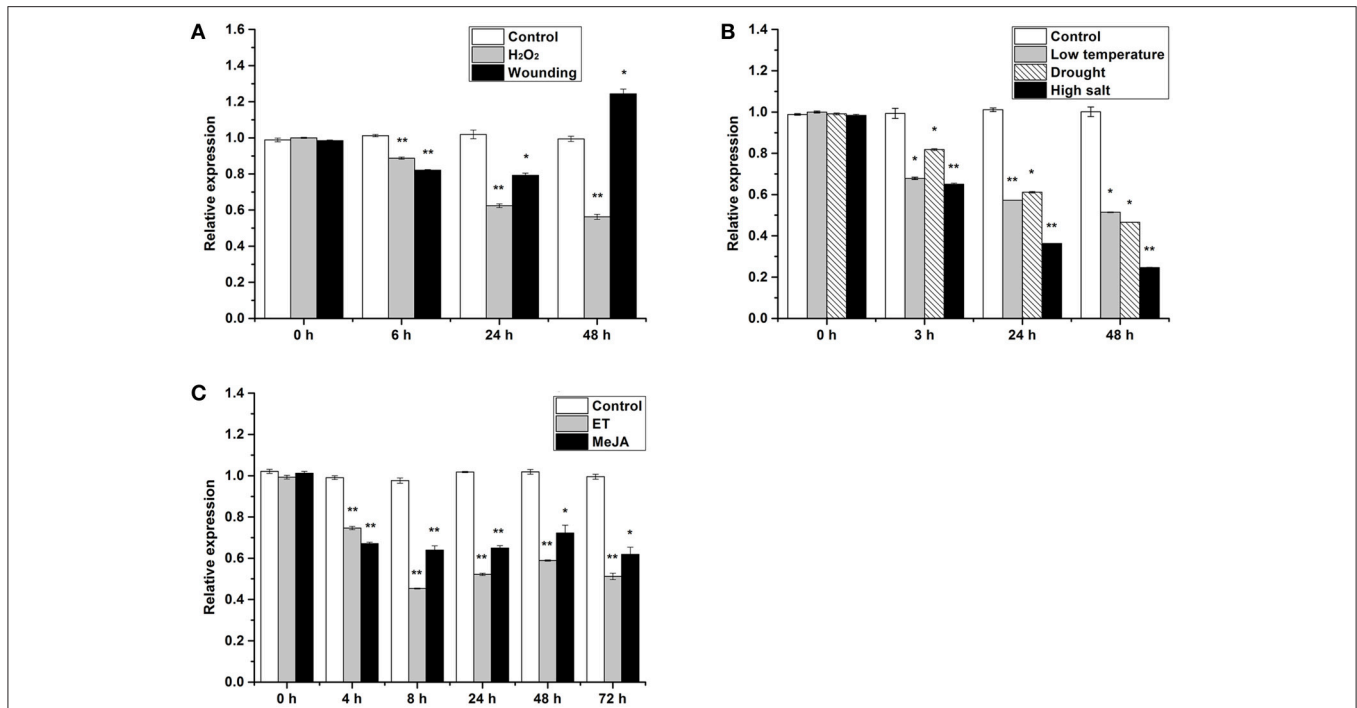 A
Control
H₂O₂
Wounding
Relative expression
1.6
1.4
1.2
1.0
0.8
0.6
0.4
0.2
0.0
** ** ** * ** *
0 h 6 h 24 h 48 h
B
Control
Low temperature
Drought
High salt
Relative expression
1.4
1.2
1.0
0.8
0.6
0.4
0.2
0.0
* * ** ** * ** * * **
0 h 3 h 24 h 48 h
C
Control
ET
MeJA
Relative expression
1.4
1.2
1.0
0.8
0.6
0.4
0.2
0.0
** ** ** ** ** ** ** * ** *
0 h 4 h 8 h 24 h 48 h 72 h